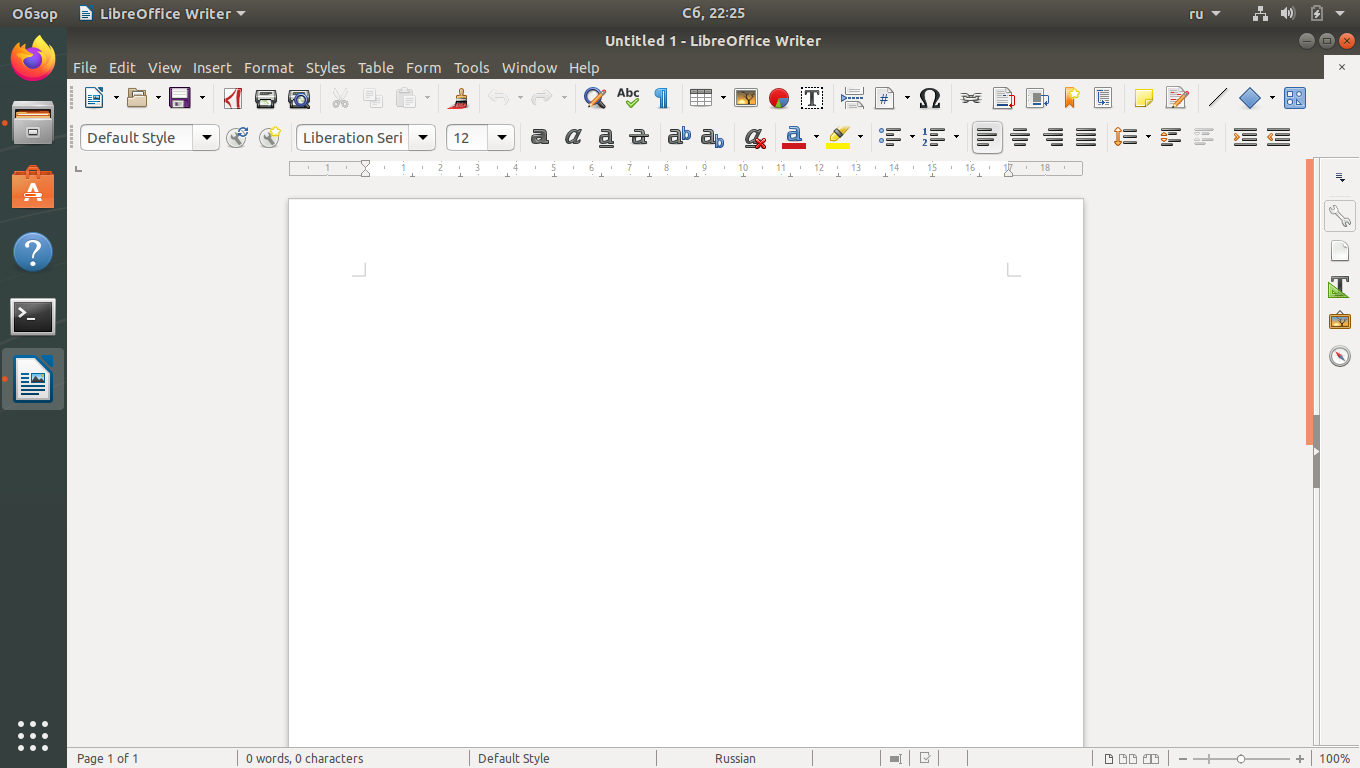 Обзор LibreOffice Writer Сб, 22:25 ru
Untitled 1 - LibreOffice Writer
File Edit View Insert Format Styles Table Form Tools Window Help
Abc
Default Style Liberation Seri 12
1 1 2 3 4 5 6 7 8 9 10 11 12 13 14 15 16 17 18
Page 1 of 1 0 words, 0 characters Default Style Russian 100%